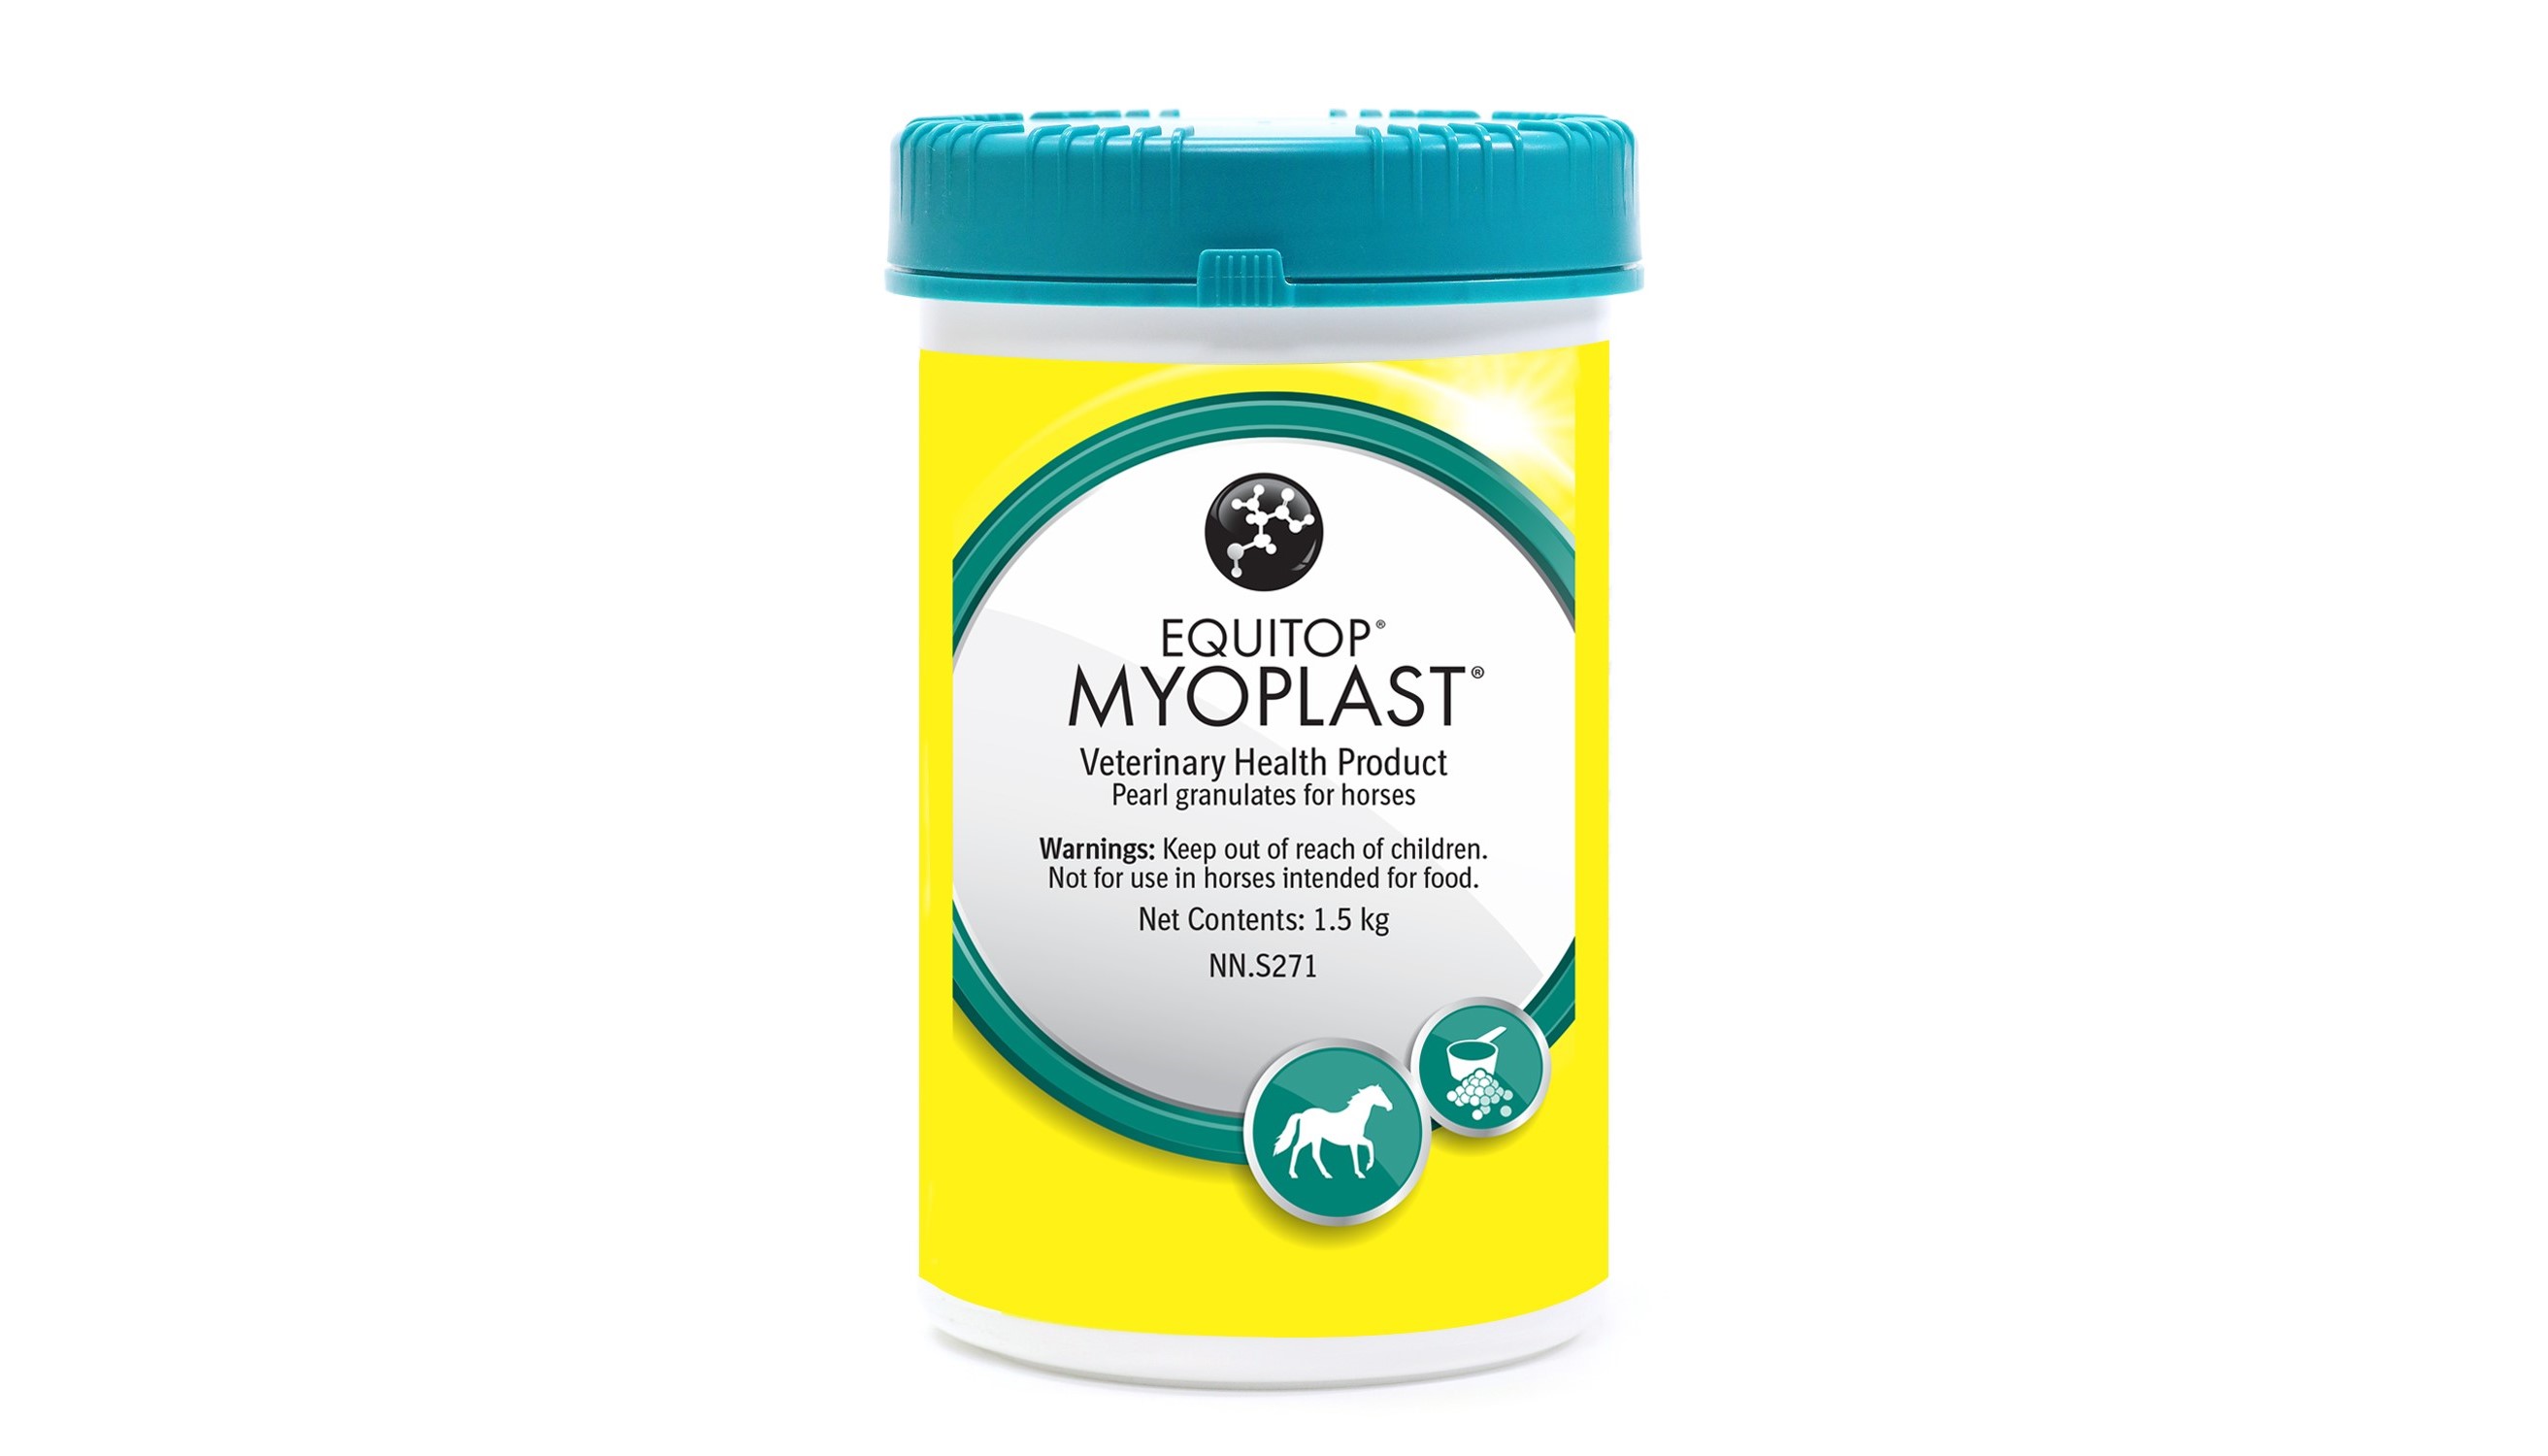 EQUITOP®
MYOPLAST®
Veterinary Health Product
Pearl granulates for horses
Warnings: Keep out of reach of children.
Not for use in horses intended for food.
Net Contents: 1.5 kg
NN.S271